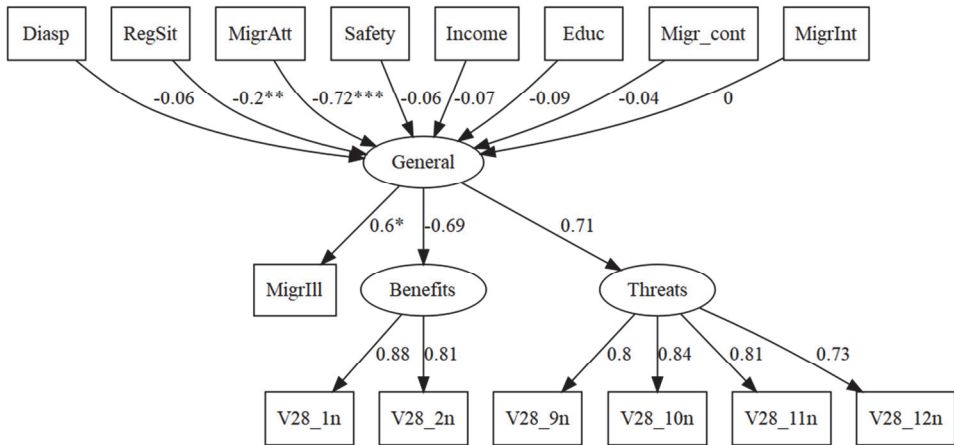 Diasp RegSit MigrAtt Safety Income Educ Migr_cont MigrInt
-0.06 -0.2** -0.72*** -0.06 -0.07 -0.09 -0.04 0
General
0.6* -0.69 0.71
MigrIll Benefits Threats
0.88 0.81 0.8 0.84 0.81 0.73
V28_1n V28_2n V28_9n V28_10n V28_11n V28_12n